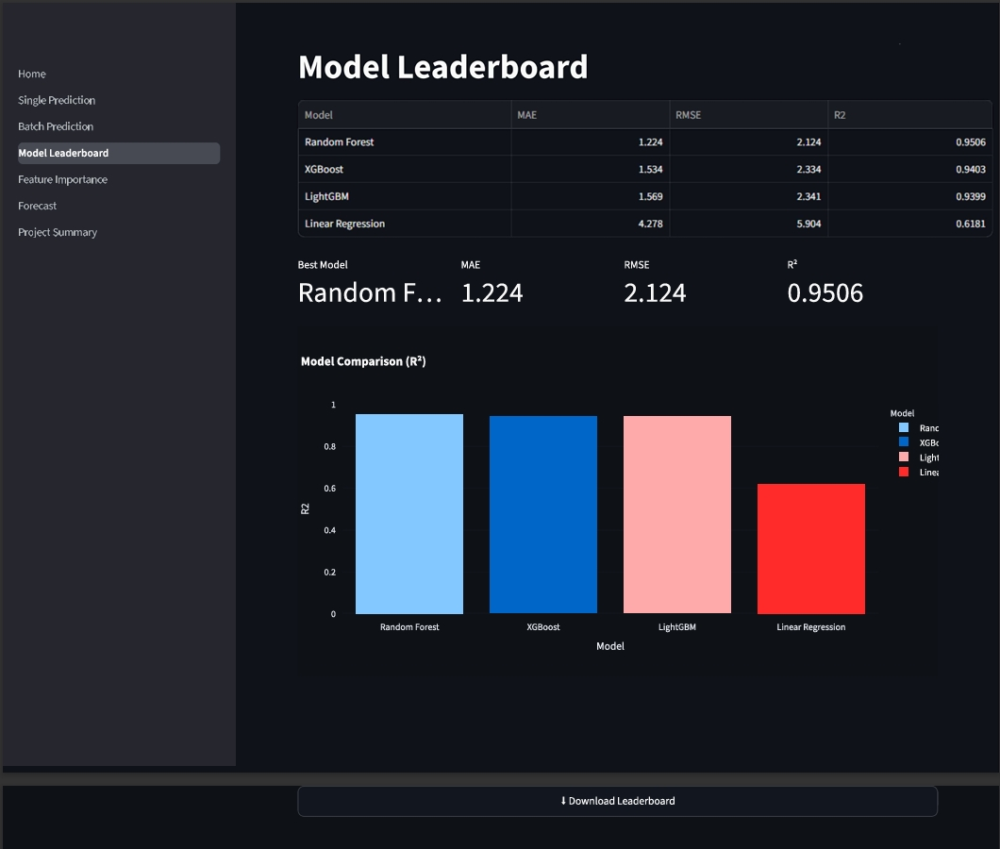 Home
Single Prediction
Batch Prediction
Model Leaderboard
Feature Importance
Forecast
Project Summary
Model Leaderboard
Model MAE RMSE R2
Random Forest 1.224 2.124 0.9506
XGBoost 1.534 2.334 0.9403
LightGBM 1.569 2.341 0.9399
Linear Regression 4.278 5.904 0.6181
Best Model MAE RMSE R²
Random F... 1.224 2.124 0.9506
Model Comparison (R²)
1
0.8
0.6
0.4
0.2
0
R2
Random Forest XGBoost LightGBM Linear Regression
Model
Model
Ranc
XGBo
Light
Linea
⬇ Download Leaderboard